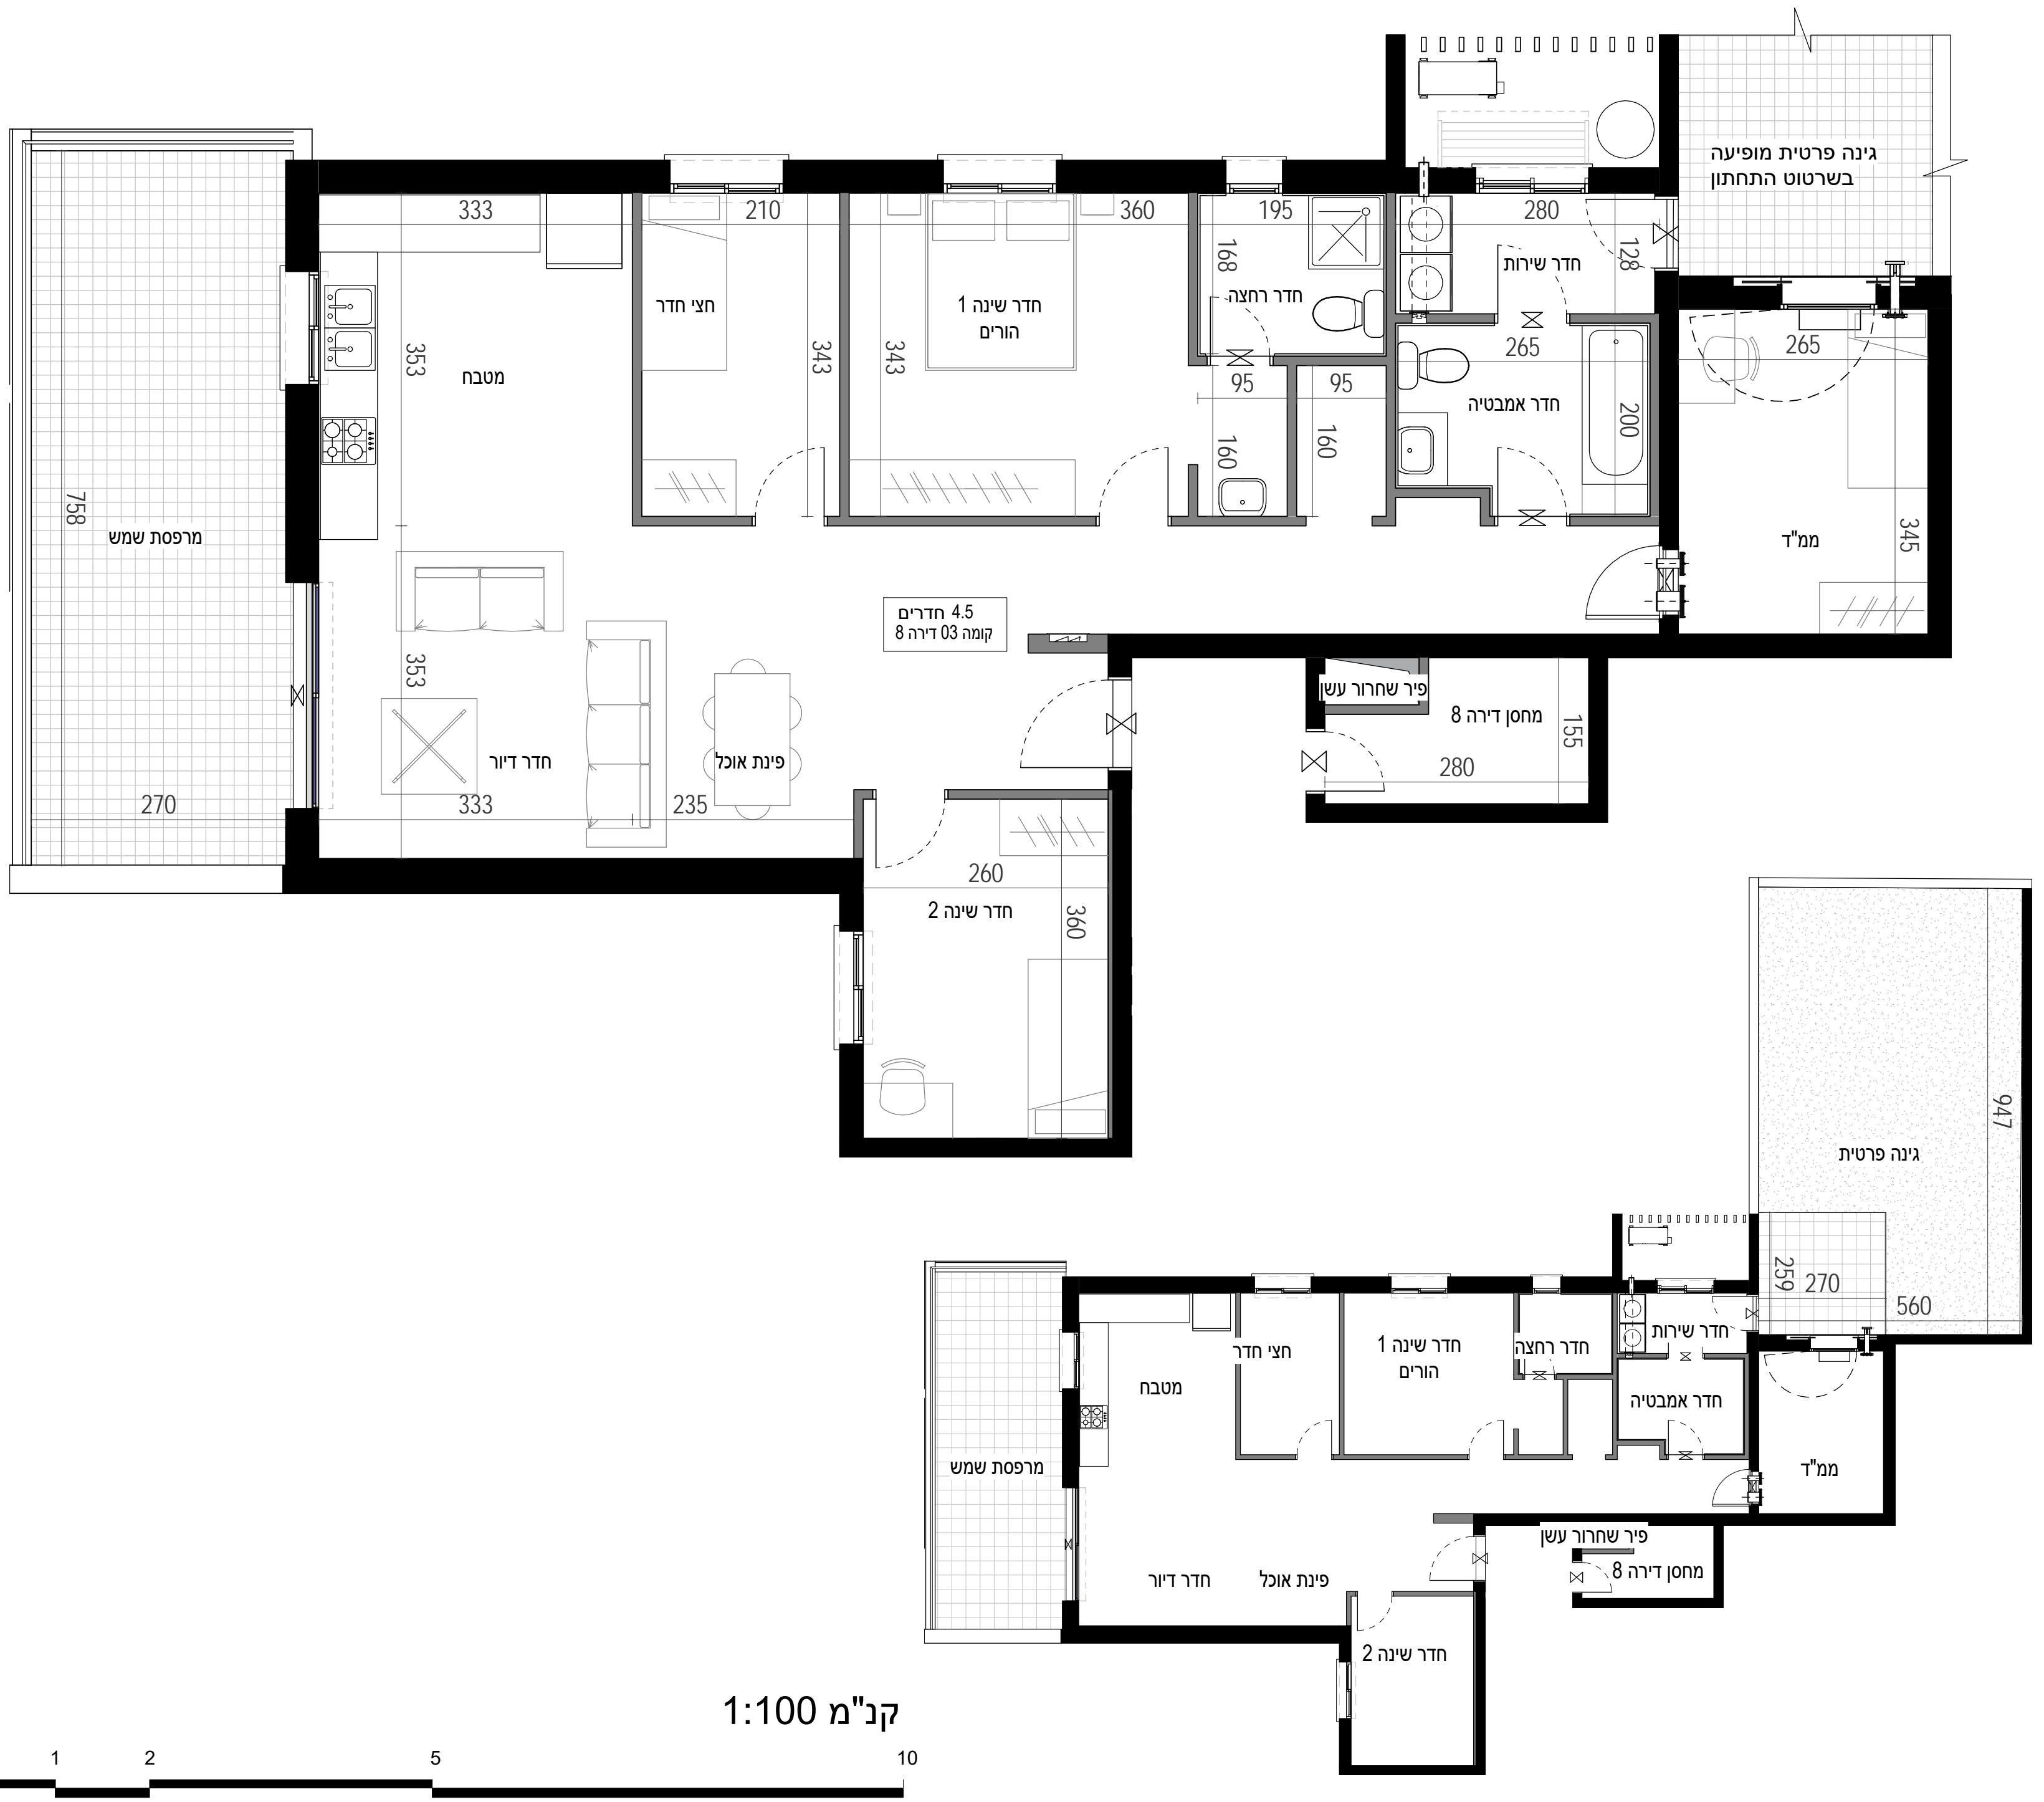 גינה פרטית מופיעה
בשרטוט התחתון
333
210
360
195
280
128
168
חדר שירות
חדר רחצה
חצי חדר
חדר שינה 1
הורים
353
343
343
מטבח
265
265
95
95
חדר אמבטיה
200
160
160
758
מרפסת שמש
345
ממ"ד
4.5 חדרים
קומה 03 דירה 8
353
פיר שחרור עשן
מחסן דירה 8
155
280
חדר דיור
פינת אוכל
270
333
235
260
חדר שינה 2
360
947
גינה פרטית
259
270
560
חדר שירות
חדר רחצה
חדר שינה 1
הורים
חצי חדר
מטבח
חדר אמבטיה
מרפסת שמש
ממ"ד
פיר שחרור עשן
מחסן דירה 8
חדר דיור
פינת אוכל
חדר שינה 2
קנ"מ 1:100
1
2
5
10